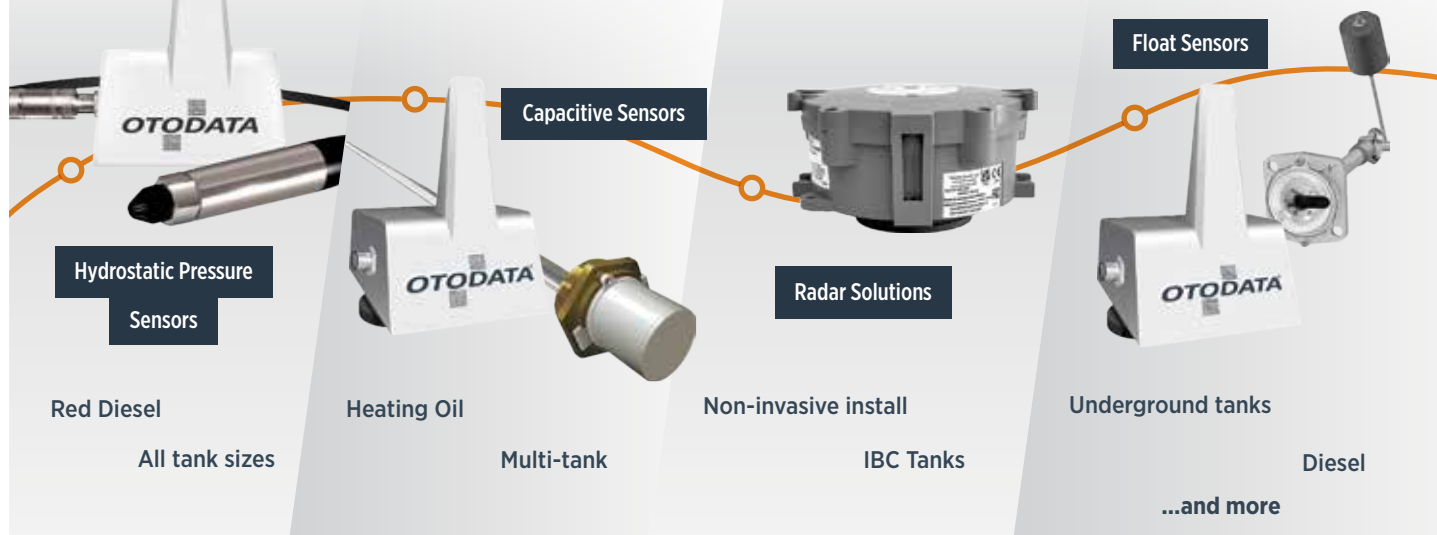 OTODATA
Hydrostatic Pressure
Sensors
Red Diesel
All tank sizes
Capacitive Sensors
OTODATA
Heating Oil
Multi-tank
Radar Solutions
Non-invasive install
IBC Tanks
Float Sensors
OTODATA
Underground tanks
Diesel
...and more